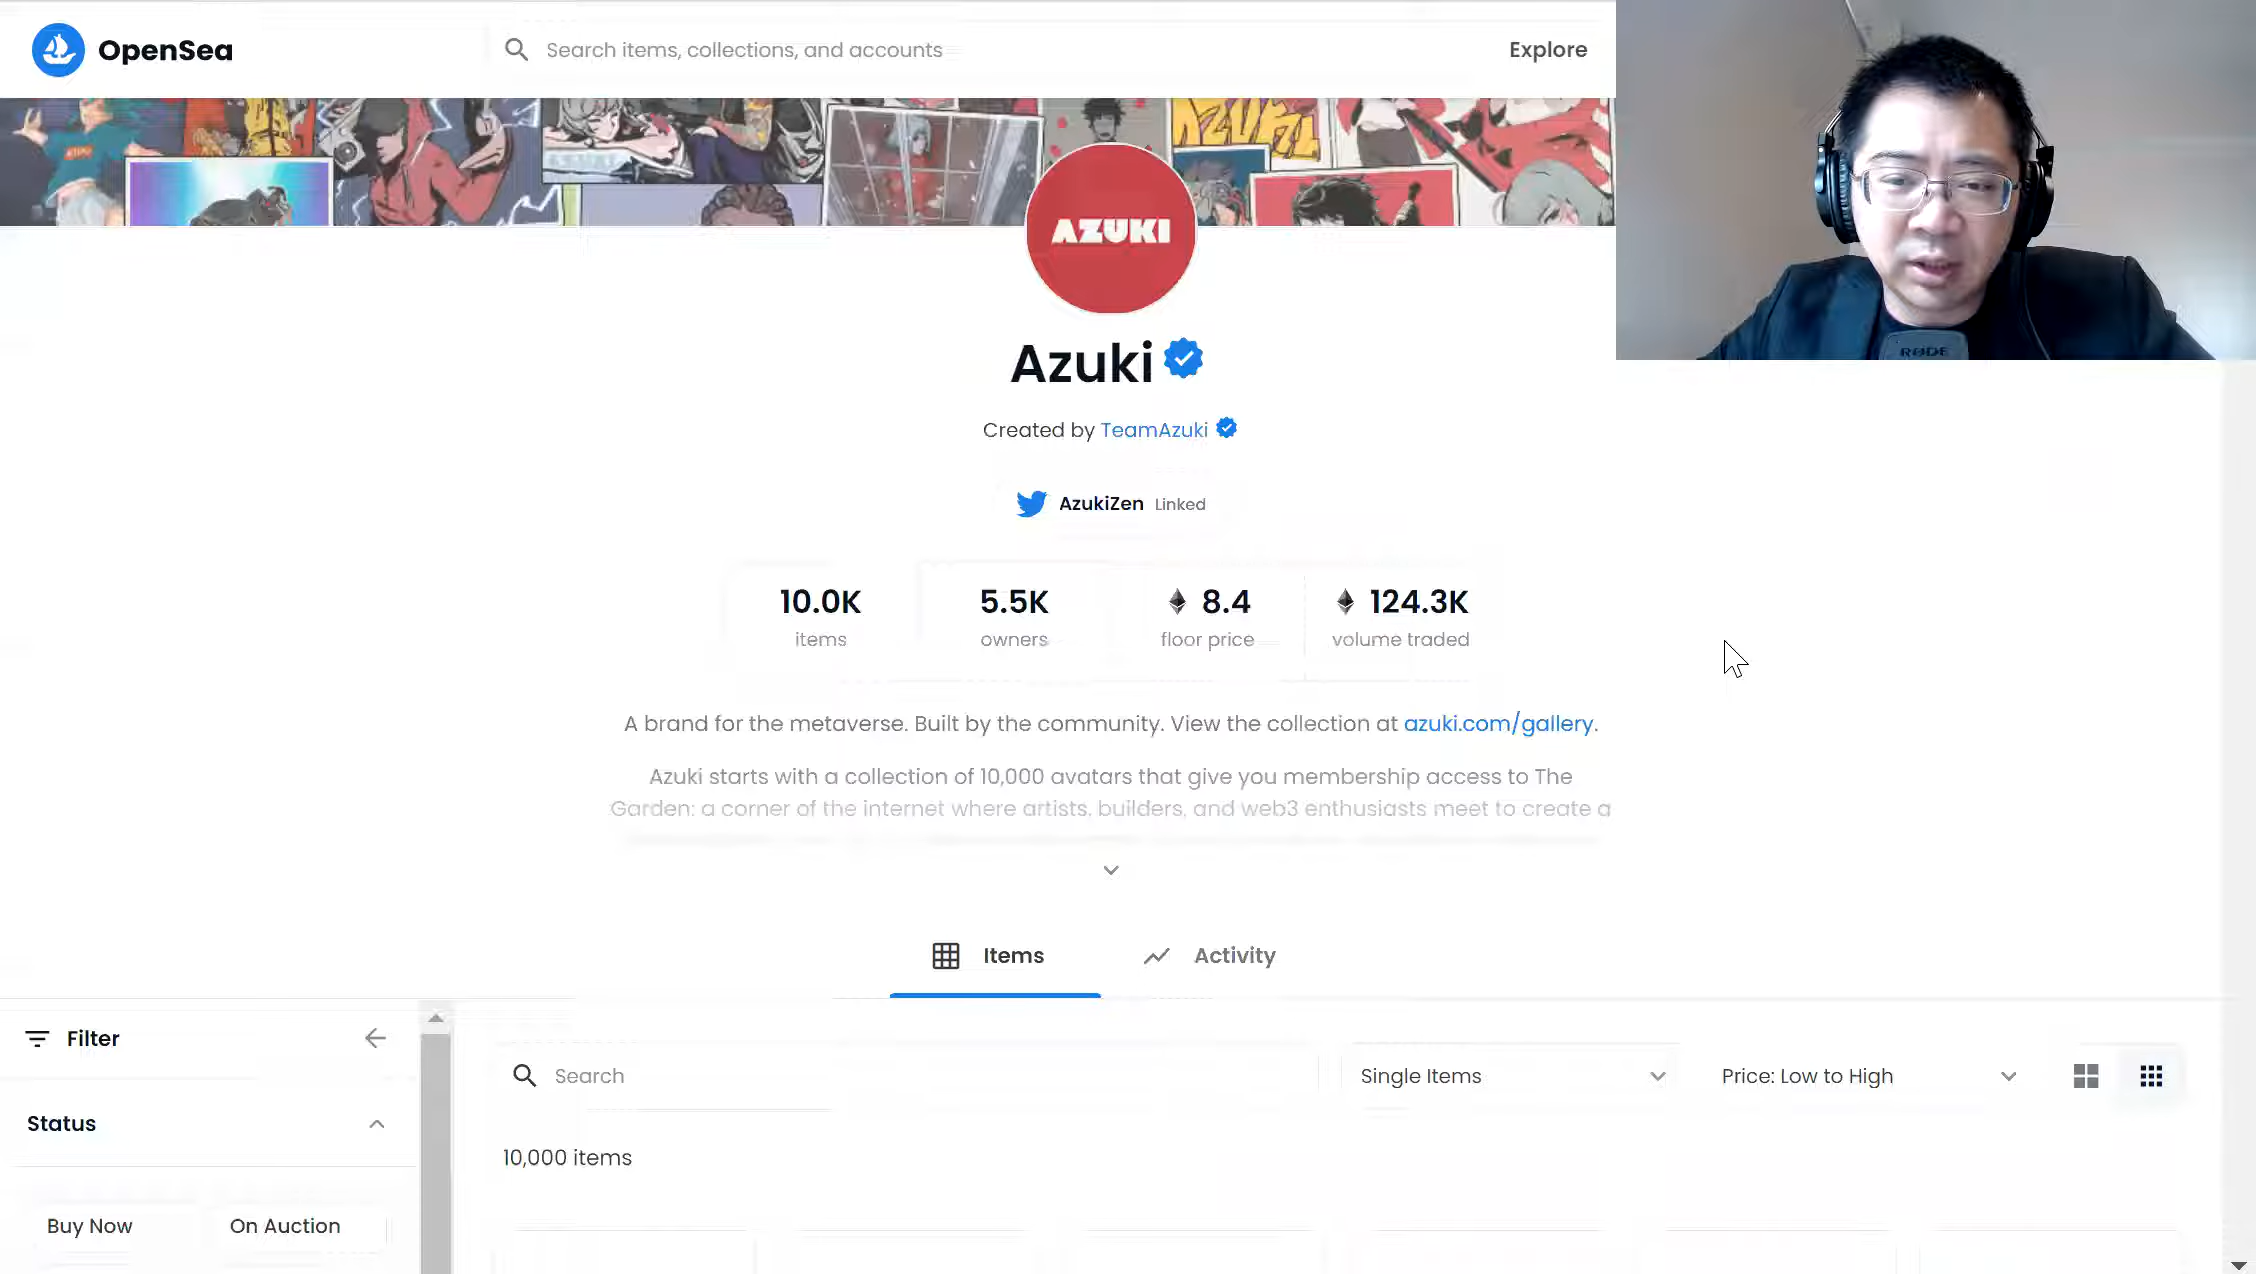 OpenSea
Search items, collections, and accounts
Explore
AZUKI
AZUKI
RØDE
Azuki
Created by TeamAzuki
AzukiZen Linked
10.0K
items
5.5K
owners
8.4
floor price
124.3K
volume traded
A brand for the metaverse. Built by the community. View the collection at azuki.com/gallery.
Azuki starts with a collection of 10,000 avatars that give you membership access to The
Garden: a corner of the internet where artists, builders, and web3 enthusiasts meet to create a
Items
Activity
Filter
Search
Single Items
Price: Low to High
Status
10,000 items
Buy Now
On Auction